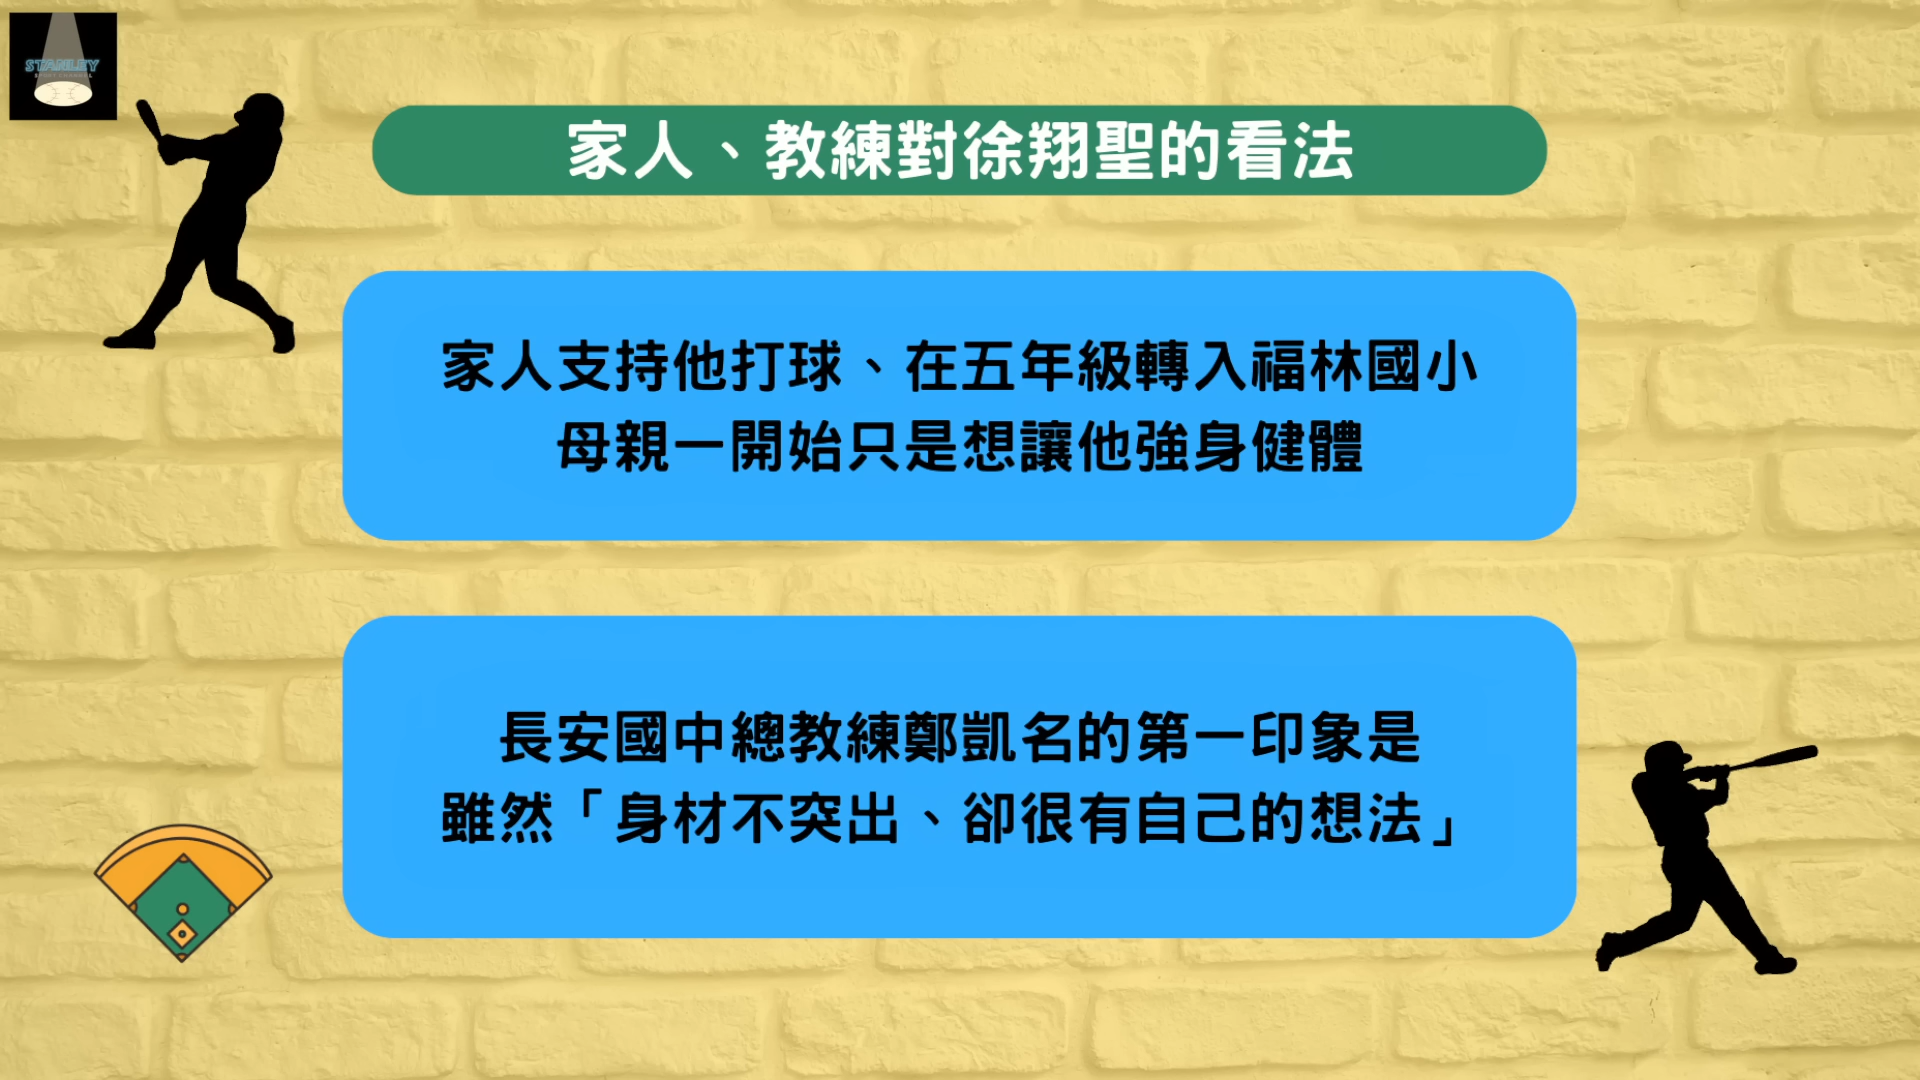 STANLEY
家人、教練對徐翔聖的看法
家人支持他打球、在五年級轉入福林國小
母親一開始只是想讓他強身健體
長安國中總教練鄭凱名的第一印象是
雖然「身材不突出、卻很有自己的想法」